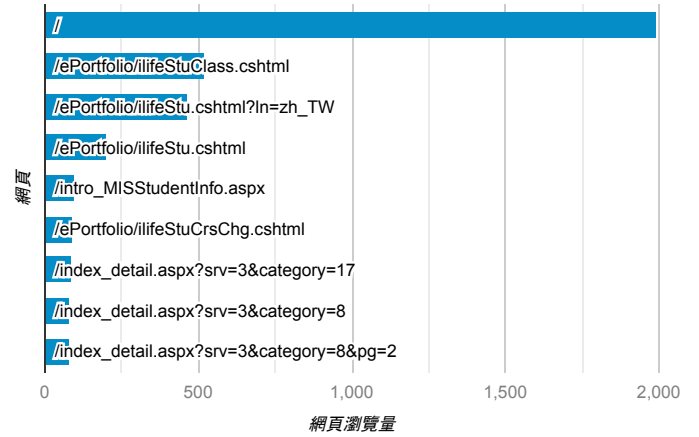 /
/ePortfolio/ilifeStuClass.cshtml
/ePortfolio/ilifeStu.cshtml?ln=zh_TW
/ePortfolio/ilifeStu.cshtml
/intro_MISStudentInfo.aspx
/ePortfolio/ilifeStuCrsChg.cshtml
/index_detail.aspx?srv=3&category=17
/index_detail.aspx?srv=3&category=8
/index_detail.aspx?srv=3&category=8&pg=2
網頁
0 500 1,000 1,500 2,000
網頁瀏覽量